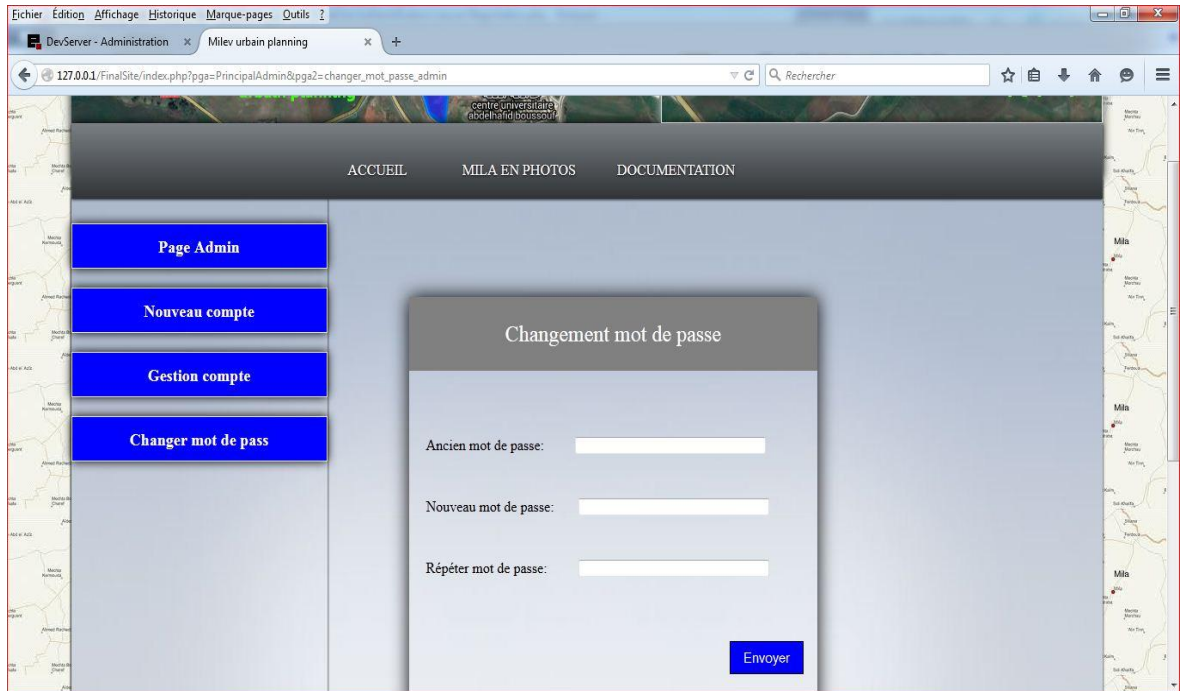 Eichier Édition Affichage Historique Marque-pages Outils ?
DevServer - Administration × Milev urbain planning × +
127.0.0.1/FinalSite/index.php?pga=PrincipalAdmin&pga2=changer_mot_passe_admin
Rechercher
centre universitaire
abdelhafid boussouf
ACCUEIL MILA EN PHOTOS DOCUMENTATION
Page Admin
Nouveau compte
Gestion compte
Changer mot de pass
Changement mot de passe
Ancien mot de passe:
Nouveau mot de passe:
Répéter mot de passe:
Envoyer
Mila
Mila
Mila